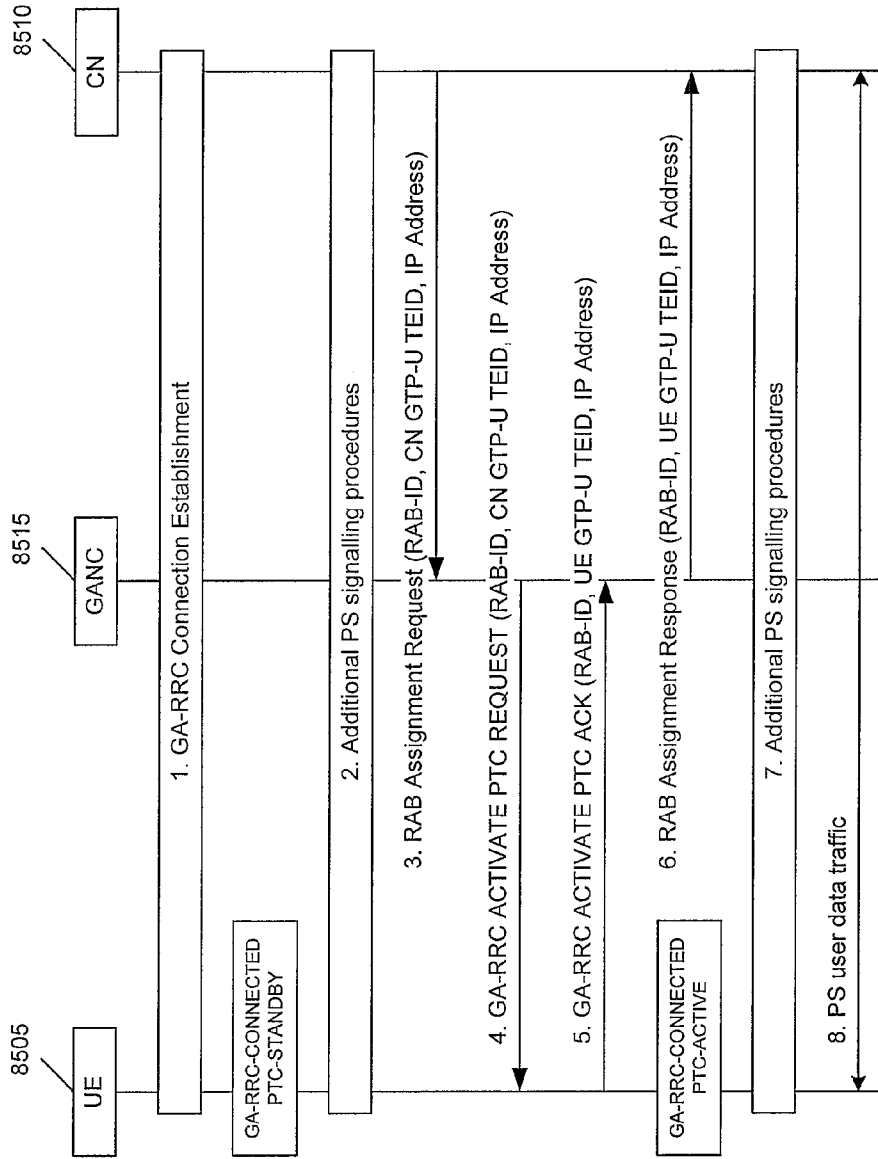 8505
8515
8510
UE
GANC
CN
1. GA-RRC Connection Establishment
GA-RRC-CONNECTED
PTC-STANDBY
2. Additional PS signalling procedures
3. RAB Assignment Request (RAB-ID, CN GTP-U TEID, IP Address)
4. GA-RRC ACTIVATE PTC REQUEST (RAB-ID, CN GTP-U TEID, IP Address)
5. GA-RRC ACTIVATE PTC ACK (RAB-ID, UE GTP-U TEID, IP Address)
6. RAB Assignment Response (RAB-ID, UE GTP-U TEID, IP Address)
GA-RRC-CONNECTED
PTC-ACTIVE
7. Additional PS signalling procedures
8. PS user data traffic